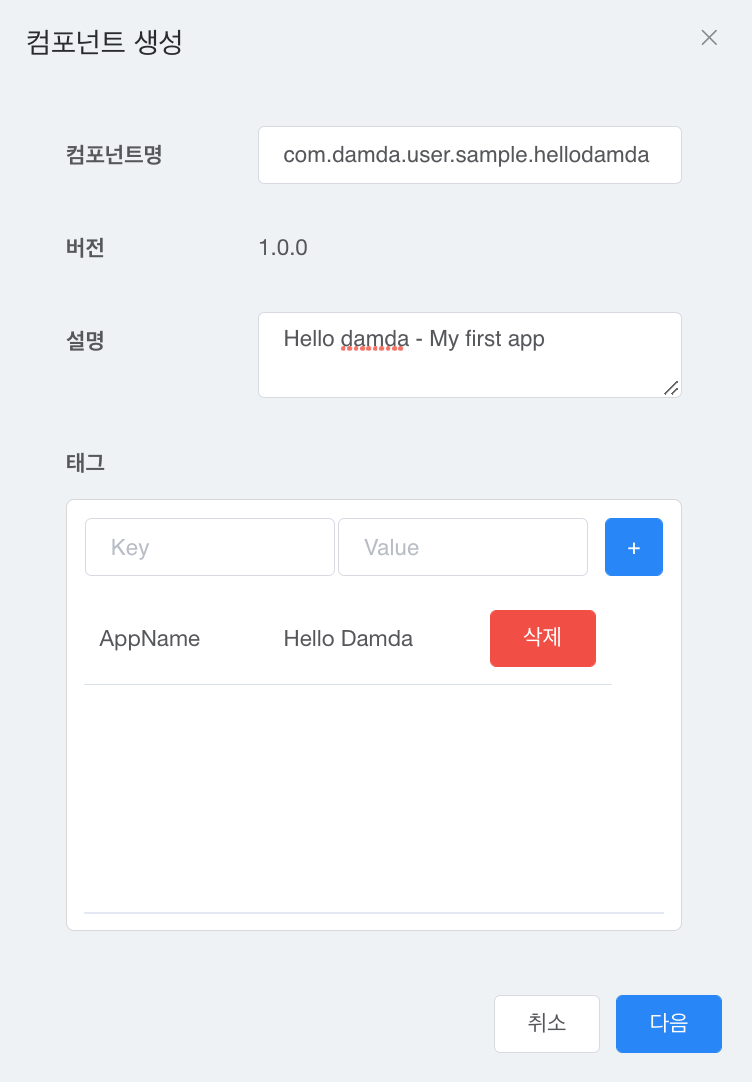 컴포넌트 생성
컴포넌트명 com.damda.user.sample.hellodamda
버전 1.0.0
설명 Hello damda - My first app
태그
Key Value +
AppName Hello Damda 삭제
취소 다음